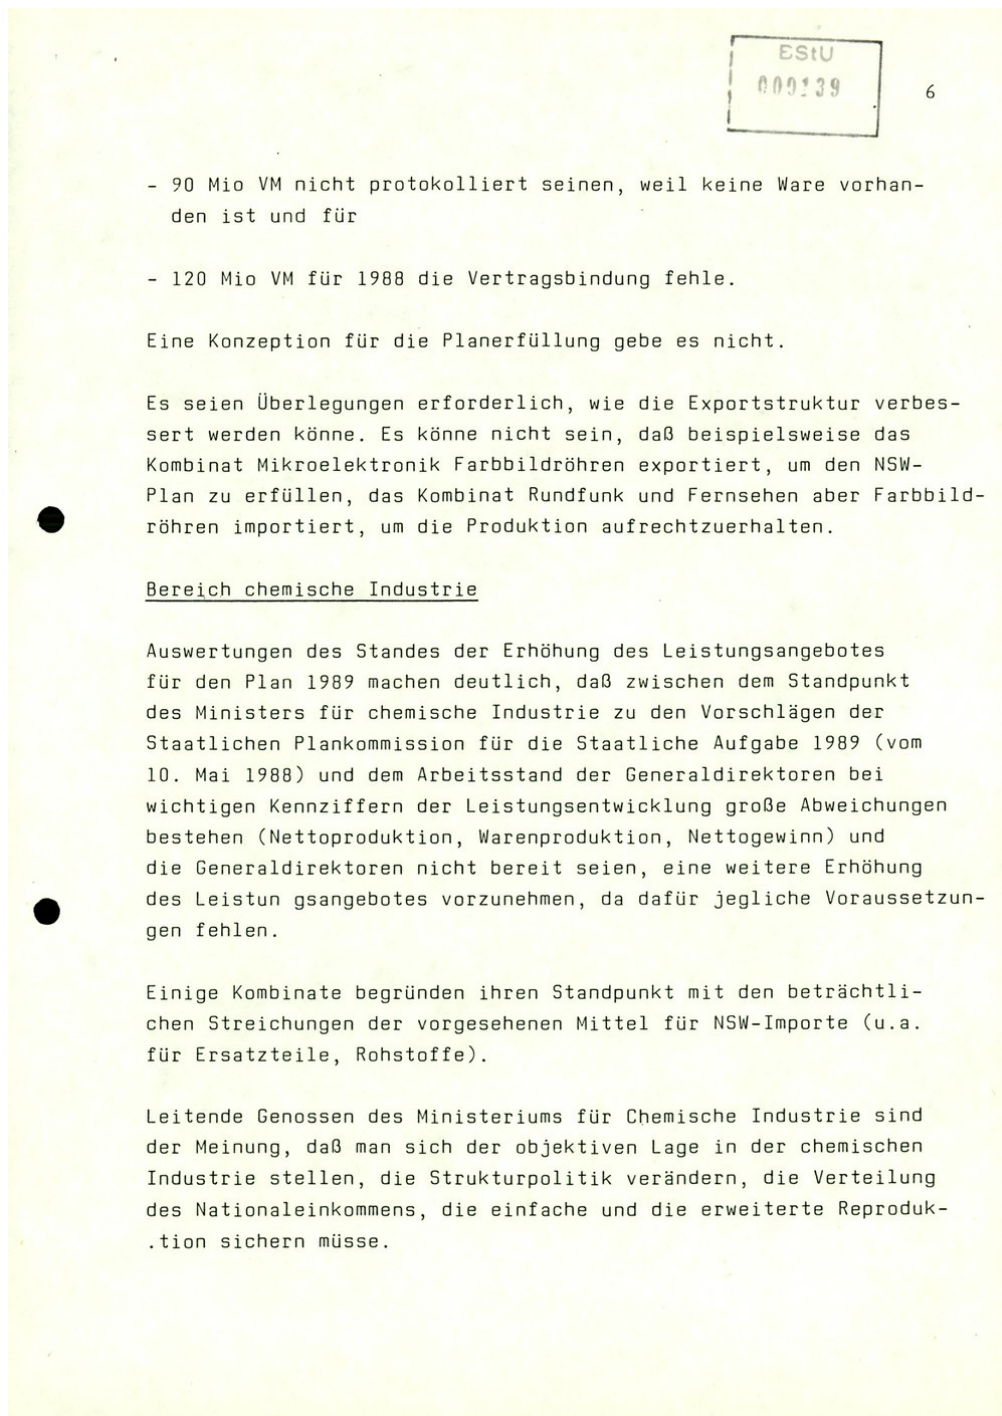 BStU
000139
6
- 90 Mio VM nicht protokolliert seinen, weil keine Ware vorhan-
den ist und für
- 120 Mio VM für 1988 die Vertragsbindung fehle.
Eine Konzeption für die Planerfüllung gebe es nicht.
Es seien Überlegungen erforderlich, wie die Exportstruktur verbes-
sert werden könne. Es könne nicht sein, daß beispielsweise das
Kombinat Mikroelektronik Farbbildröhren exportiert, um den NSW-
Plan zu erfüllen, das Kombinat Rundfunk und Fernsehen aber Farbbild-
röhren importiert, um die Produktion aufrechtzuerhalten.
Bereich chemische Industrie
Auswertungen des Standes der Erhöhung des Leistungsangebotes
für den Plan 1989 machen deutlich, daß zwischen dem Standpunkt
des Ministers für chemische Industrie zu den Vorschlägen der
Staatlichen Plankommission für die Staatliche Aufgabe 1989 (vom
10. Mai 1988) und dem Arbeitsstand der Generaldirektoren bei
wichtigen Kennziffern der Leistungsentwicklung große Abweichungen
bestehen (Nettoproduktion, Warenproduktion, Nettogewinn) und
die Generaldirektoren nicht bereit seien, eine weitere Erhöhung
des Leistun gsangebotes vorzunehmen, da dafür jegliche Voraussetzun-
gen fehlen.
Einige Kombinate begründen ihren Standpunkt mit den beträchtli-
chen Streichungen der vorgesehenen Mittel für NSW-Importe (u.a.
für Ersatzteile, Rohstoffe).
Leitende Genossen des Ministeriums für Chemische Industrie sind
der Meinung, daß man sich der objektiven Lage in der chemischen
Industrie stellen, die Strukturpolitik verändern, die Verteilung
des Nationaleinkommens, die einfache und die erweiterte Reproduk-
.tion sichern müsse.